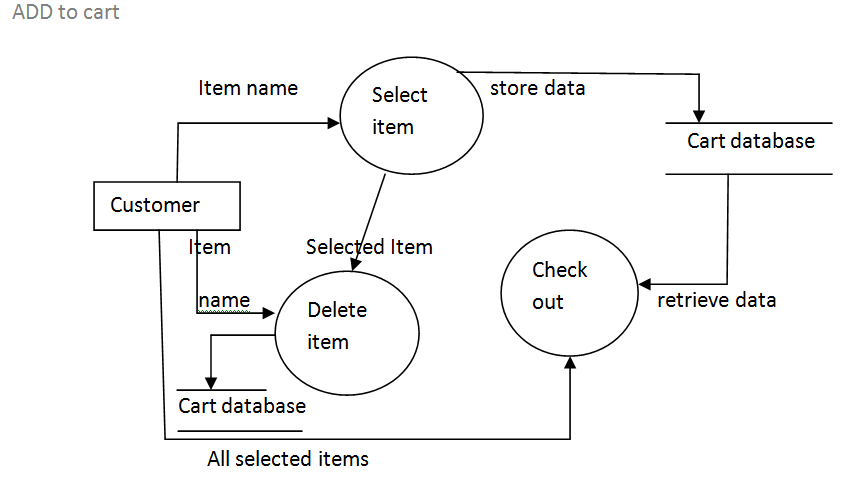 ADD to cart
Item name
Select
item
store data
Cart database
Customer
Item
name
Selected Item
Delete
item
Check
out
retrieve data
Cart database
All selected items